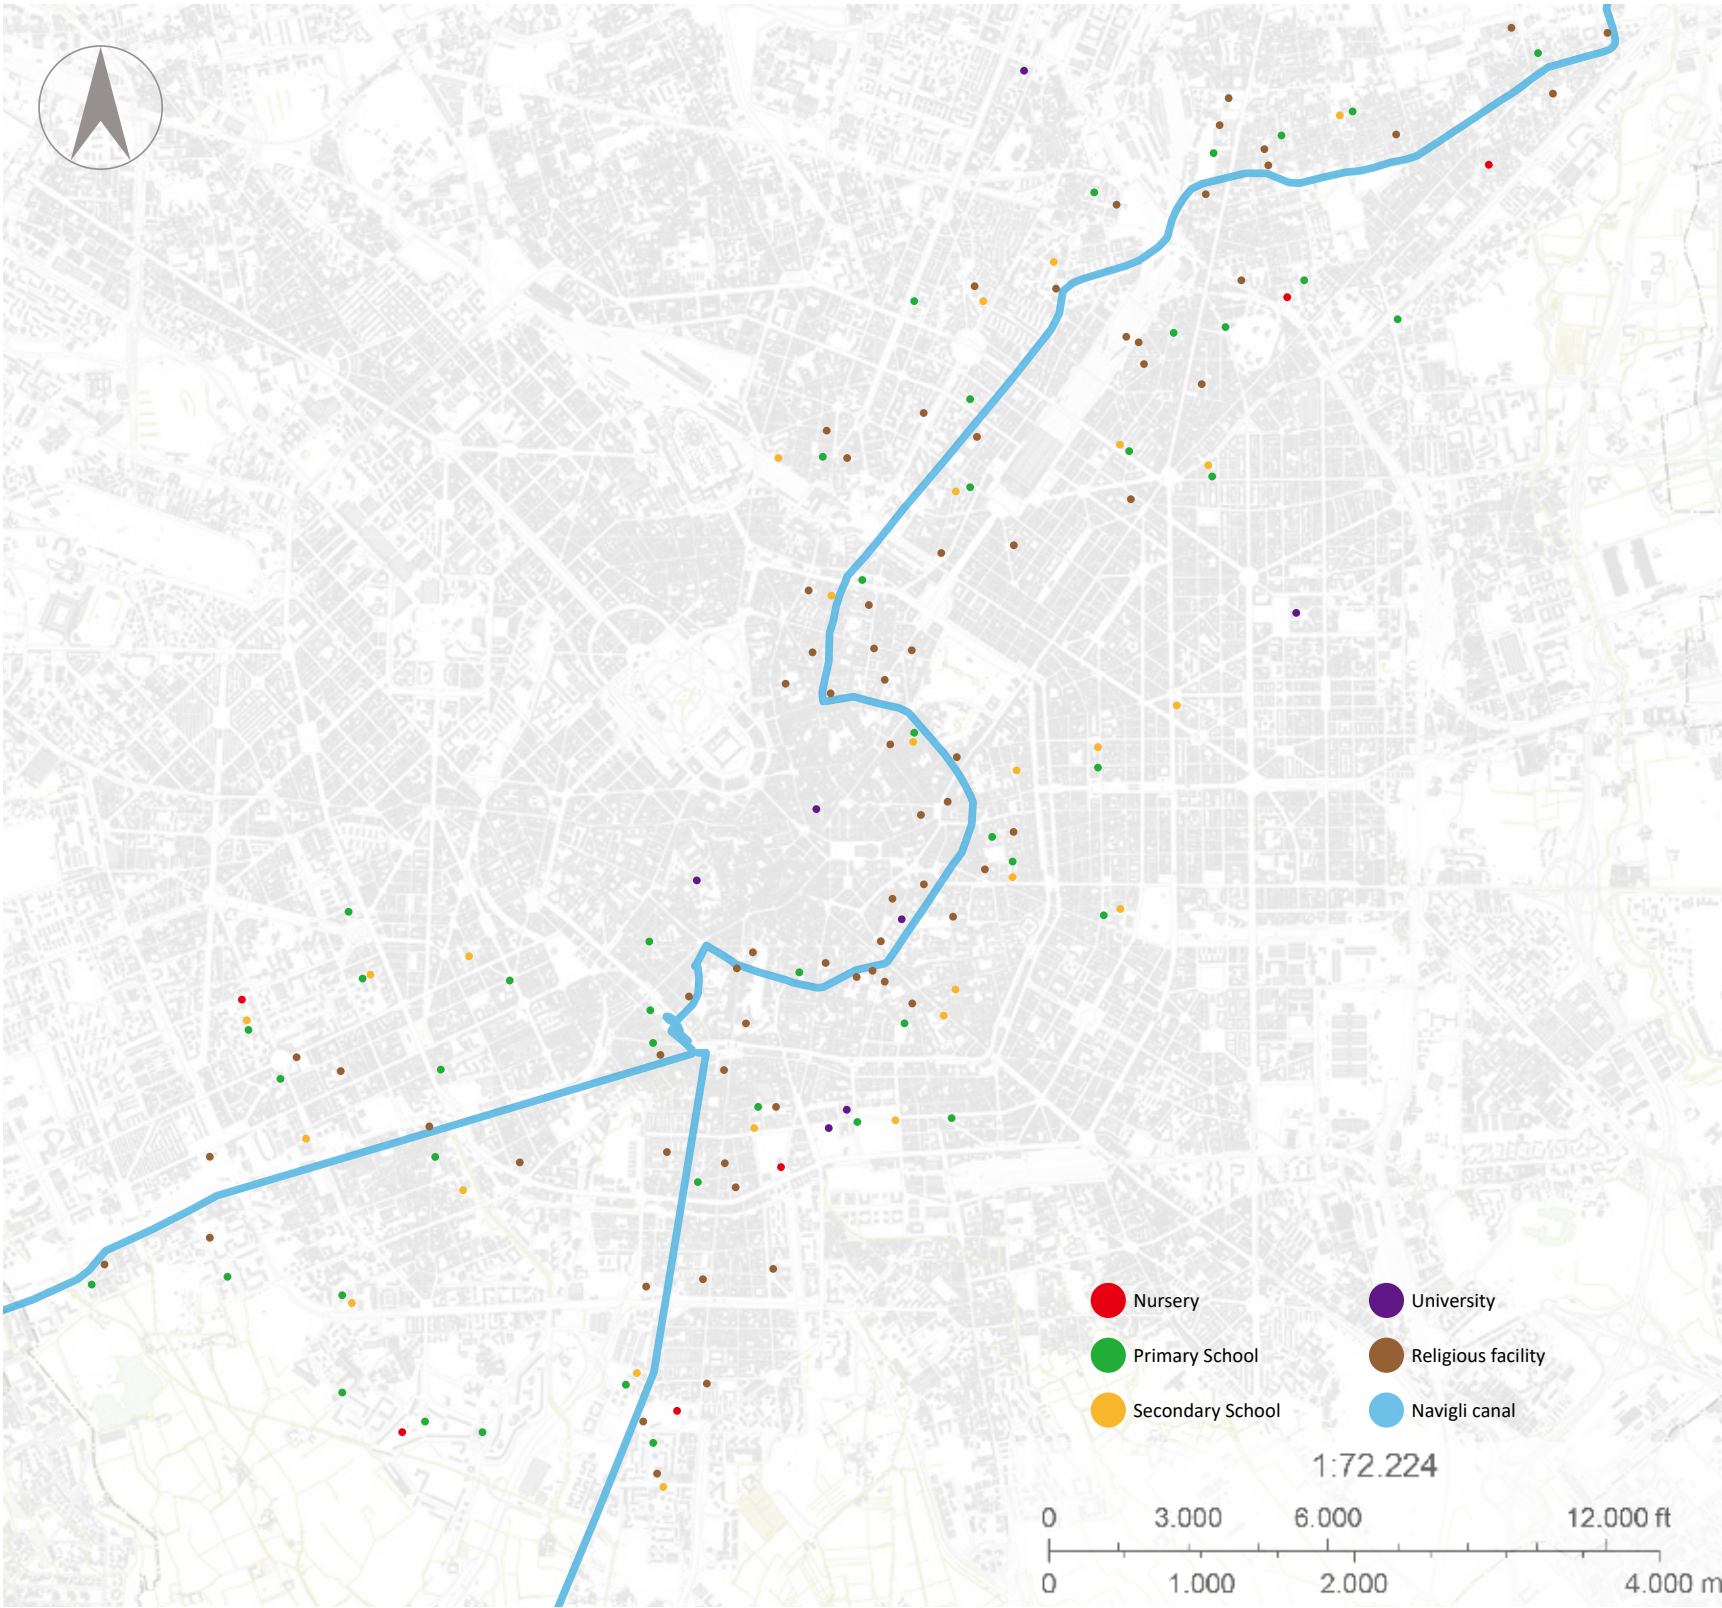 Nursery
University
Primary School
Religious facility
Secondary School
Navigli canal
1:72.224
0 3.000 6.000 12.000 ft
0 1.000 2.000 4.000 m